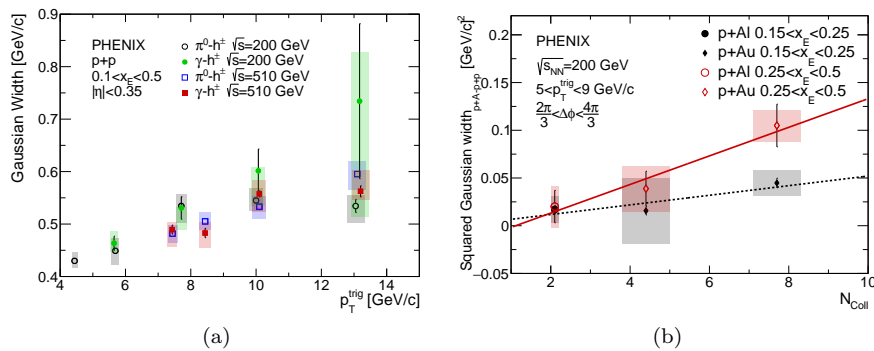 Gaussian Width [GeV/c]
0.9
0.8
0.7
0.6
0.5
0.4
PHENIX
p+p
0.1<x_E<0.5
|η|<0.35
π⁰-h± √s=200 GeV
γ-h± √s=200 GeV
π⁰-h± √s=510 GeV
γ-h± √s=510 GeV
4 6 8 10 12 14
p_T^trig [GeV/c]
(a)
Squared Gaussian width_p+A-p+p [GeV/c]²
0.2
0.15
0.1
0.05
0
−0.05
PHENIX
√s_NN=200 GeV
5<p_T^trig<9 GeV/c
2π/3<Δϕ<4π/3
p+Al 0.15<x_E<0.25
p+Au 0.15<x_E<0.25
p+Al 0.25<x_E<0.5
p+Au 0.25<x_E<0.5
2 4 6 8 10
N_Coll
(b)